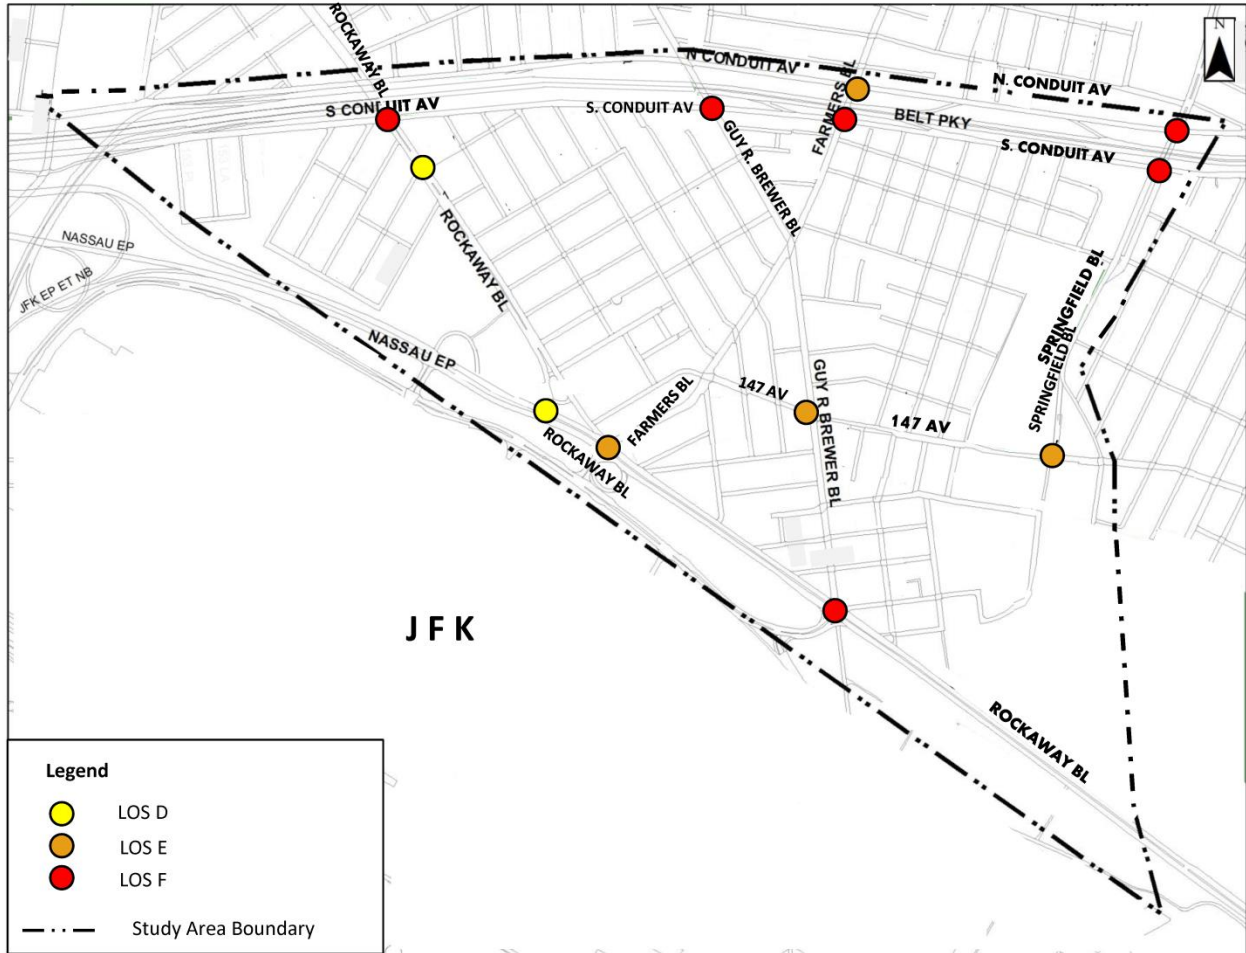 N
ROCKAWAY BL
N CONDUIT AV
N. CONDUIT AV
S CONDUIT AV
S. CONDUIT AV
FARMERS BL
BELT PKY
S. CONDUIT AV
GUY R. BREWER BL
ROCKAWAY BL
NASSAU EP
JFK EP ET NB
SPRINGFIELD BL
SPRINGFIELD BL
NASSAU EP
147 AV
FARMERS BL
GUY R BREWER BL
147 AV
ROCKAWAY BL
J F K
ROCKAWAY BL
Legend
LOS D
LOS E
LOS F
Study Area Boundary